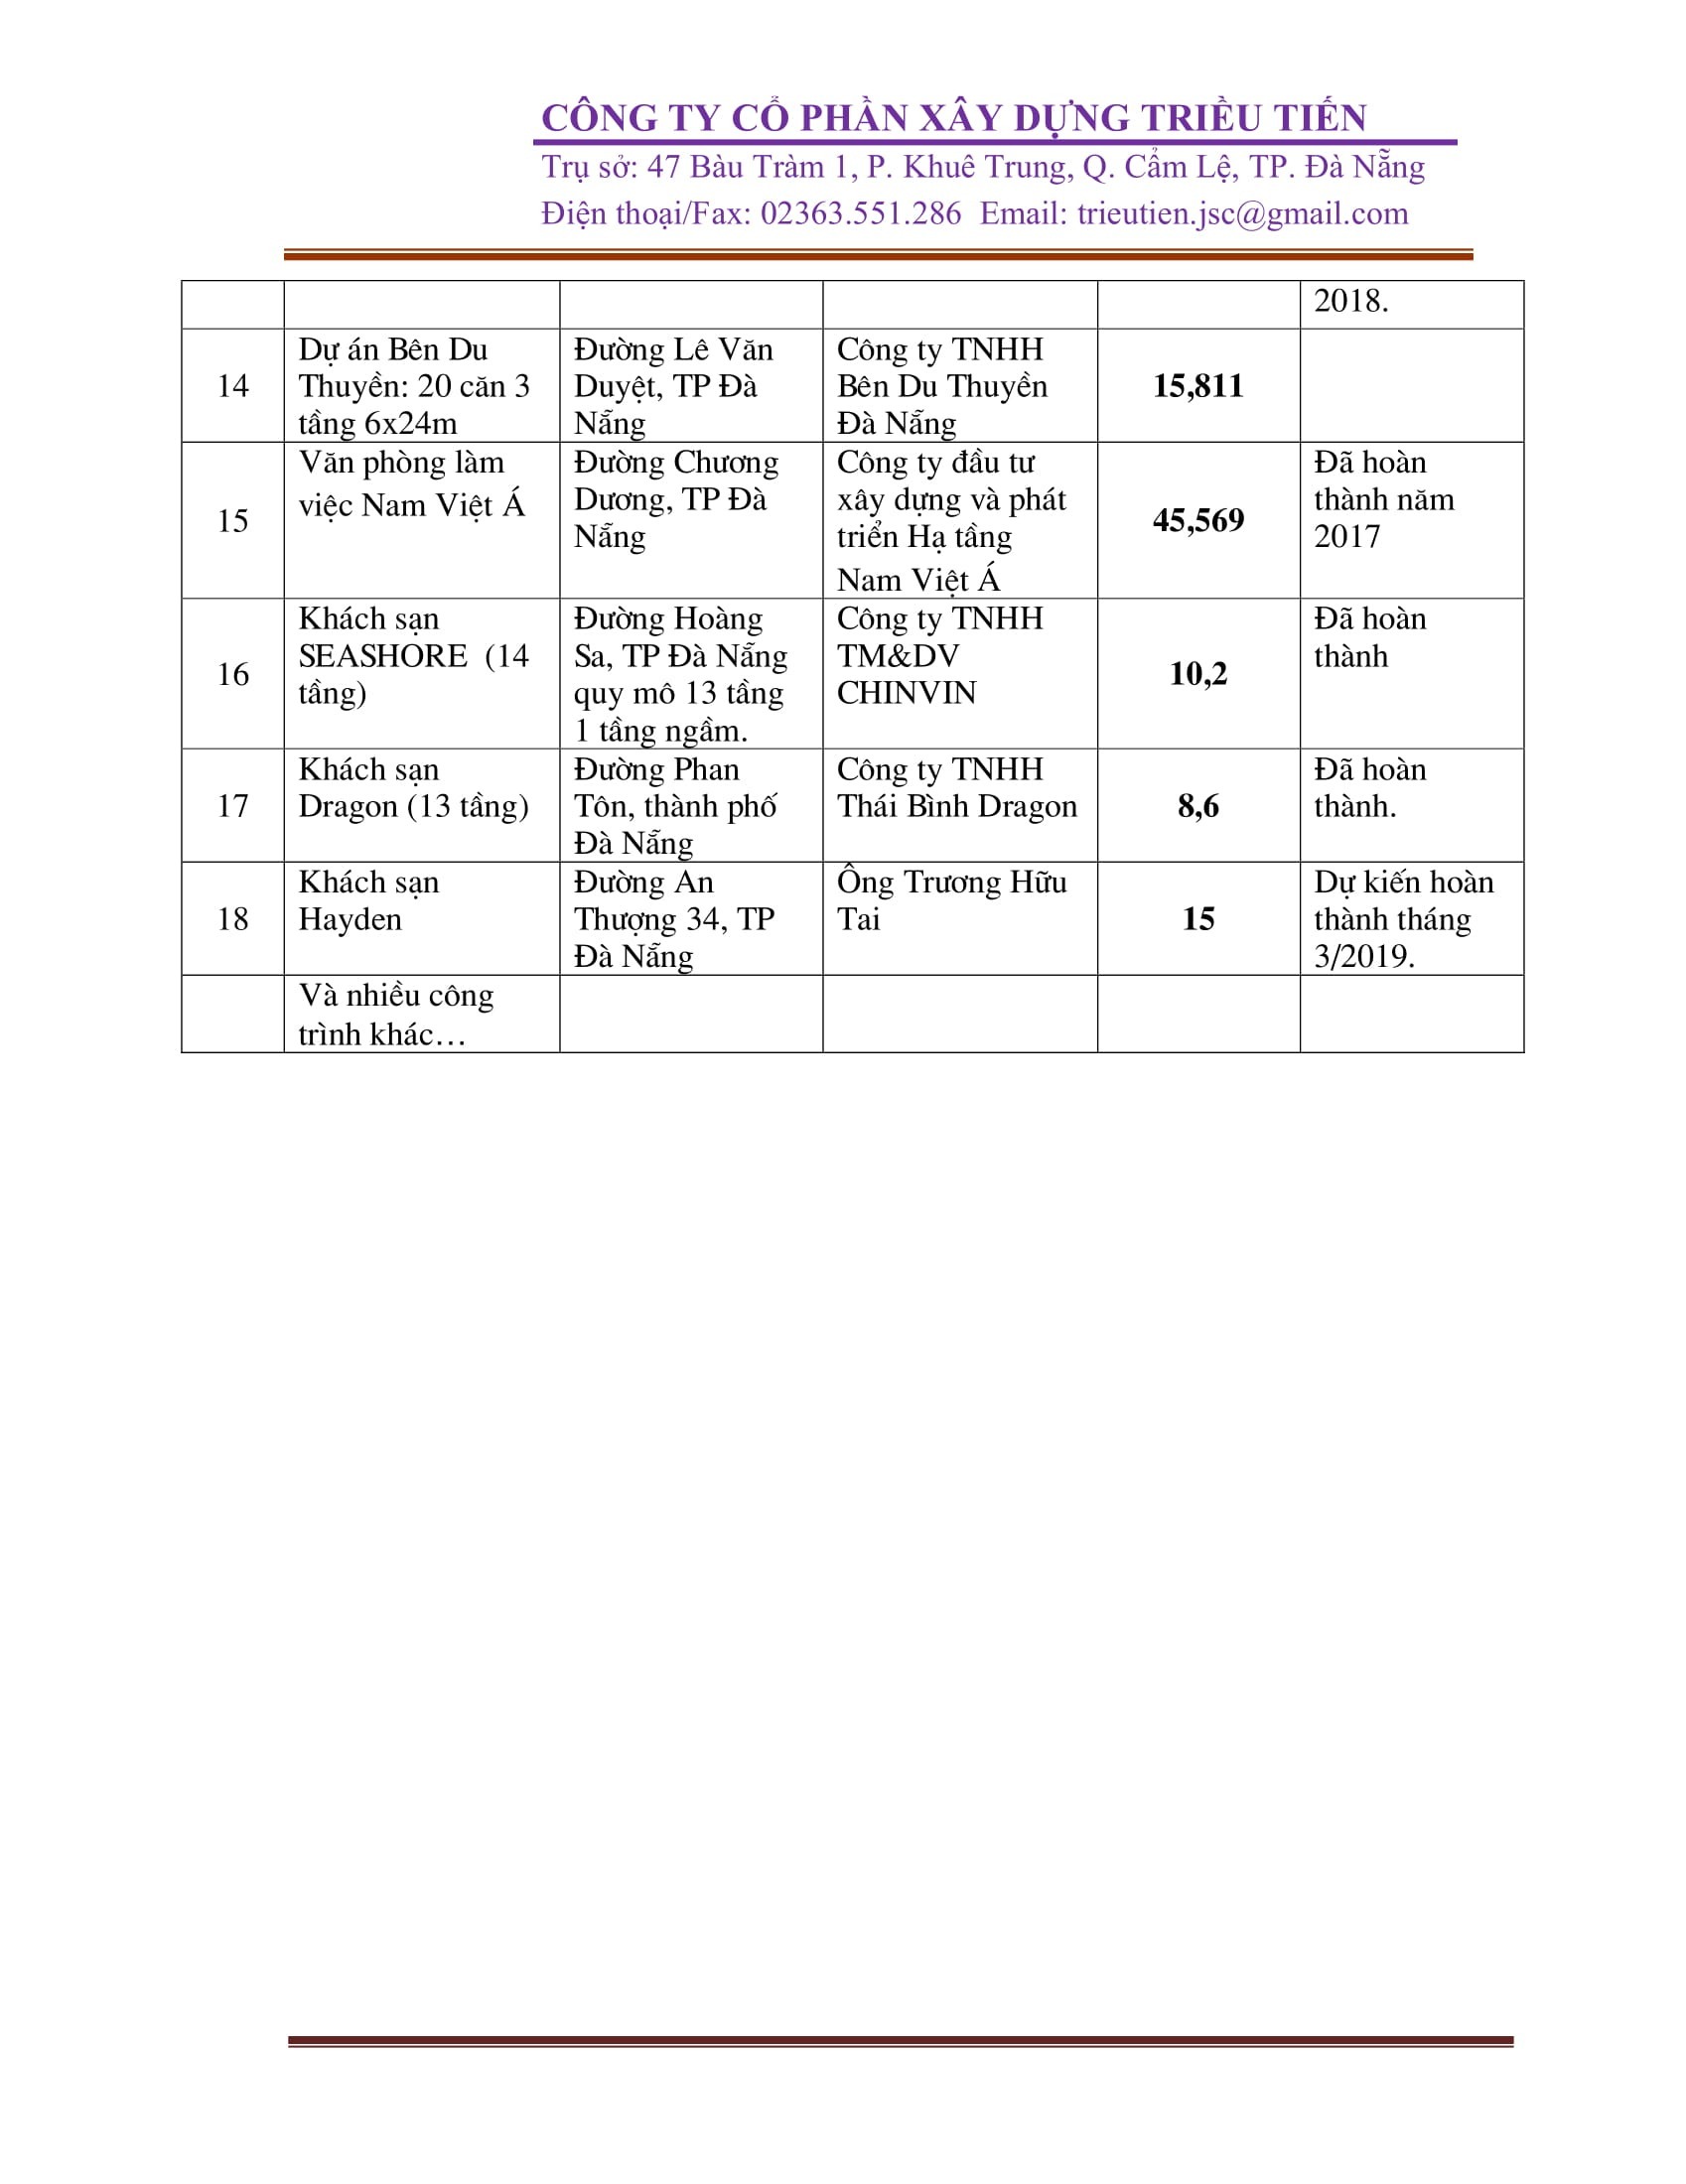 CÔNG TY CỔ PHẦN XÂY DỰNG TRIỀU TIẾN
Trụ sở: 47 Bàu Tràm 1, P. Khuê Trung, Q. Cẩm Lệ, TP. Đà Nẵng
Điện thoại/Fax: 02363.551.286 Email: trieutien.jsc@gmail.com
2018.
14
Dự án Bên Du
Thuyền: 20 căn 3
tầng 6x24m
Đường Lê Văn
Duyệt, TP Đà
Nẵng
Công ty TNHH
Bên Du Thuyền
Đà Nẵng
15,811
15
Văn phòng làm
việc Nam Việt Á
Đường Chương
Dương, TP Đà
Nẵng
Công ty đầu tư
xây dựng và phát
triển Hạ tầng
Nam Việt Á
45,569
Đã hoàn
thành năm
2017
16
Khách sạn
SEASHORE (14
tầng)
Đường Hoàng
Sa, TP Đà Nẵng
quy mô 13 tầng
1 tầng ngầm.
Công ty TNHH
TM&DV
CHINVIN
10,2
Đã hoàn
thành
17
Khách sạn
Dragon (13 tầng)
Đường Phan
Tôn, thành phố
Đà Nẵng
Công ty TNHH
Thái Bình Dragon
8,6
Đã hoàn
thành.
18
Khách sạn
Hayden
Đường An
Thượng 34, TP
Đà Nẵng
Ông Trương Hữu
Tai
15
Dự kiến hoàn
thành tháng
3/2019.
Và nhiều công
trình khác…